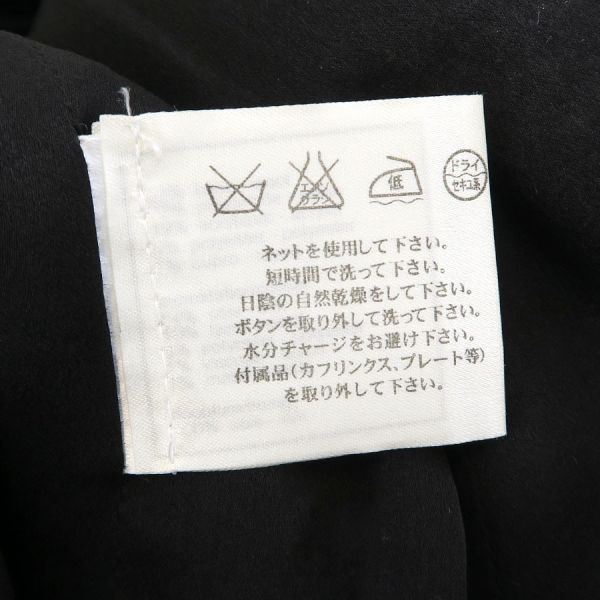 エンソ
サラシ
低
ドライ
セキユ系
ネットを使用して下さい。
短時間で洗って下さい。
日陰の自然乾燥をして下さい。
ボタンを取り外して洗って下さい。
水分チャージをお避け下さい。
付属品(カフリンクス、プレート等)
を取り外して下さい。